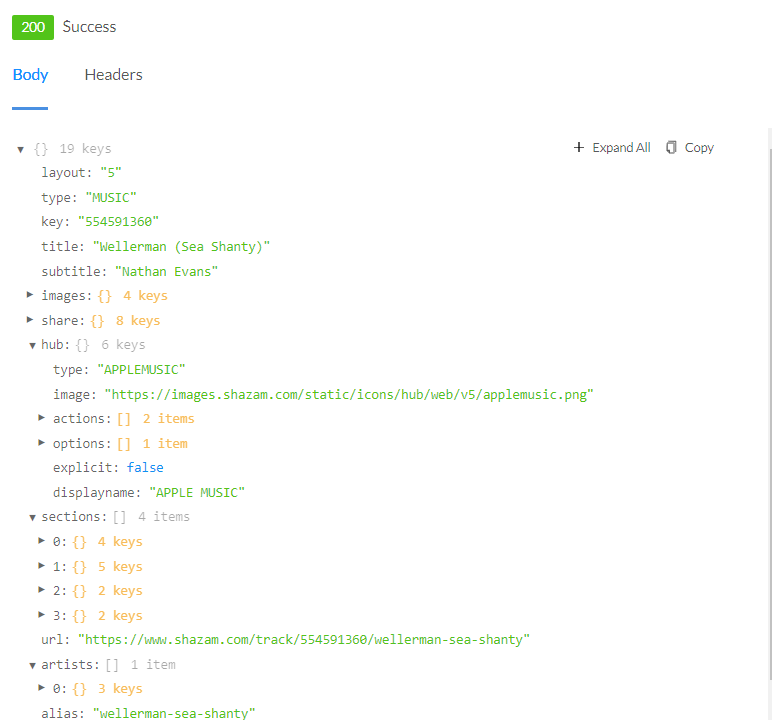 200 Success
Body Headers
▼ {} 19 keys + Expand All Copy
layout: "5"
type: "MUSIC"
key: "554591360"
title: "Wellerman (Sea Shanty)"
subtitle: "Nathan Evans"
▶ images: {} 4 keys
▶ share: {} 8 keys
▼ hub: {} 6 keys
type: "APPLEMUSIC"
image: "https://images.shazam.com/static/icons/hub/web/v5/applemusic.png"
▶ actions: [] 2 items
▶ options: [] 1 item
explicit: false
displayname: "APPLE MUSIC"
▼ sections: [] 4 items
▶ 0: {} 4 keys
▶ 1: {} 5 keys
▶ 2: {} 2 keys
▶ 3: {} 2 keys
url: "https://www.shazam.com/track/554591360/wellerman-sea-shanty"
▼ artists: [] 1 item
▶ 0: {} 3 keys
alias: "wellerman-sea-shanty"